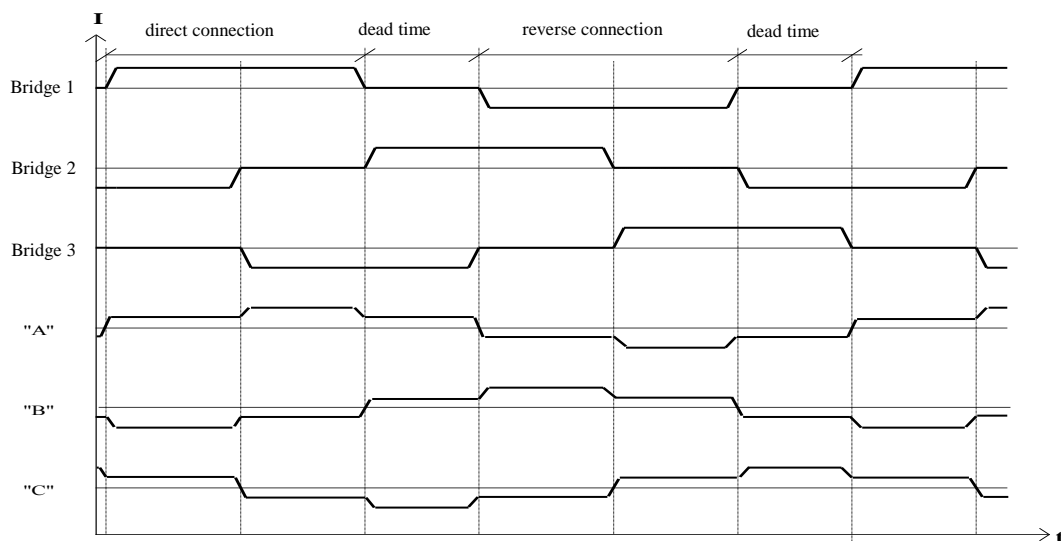 I
direct connection dead time reverse connection dead time
Bridge 1
Bridge 2
Bridge 3
"A"
"B"
"C"
t